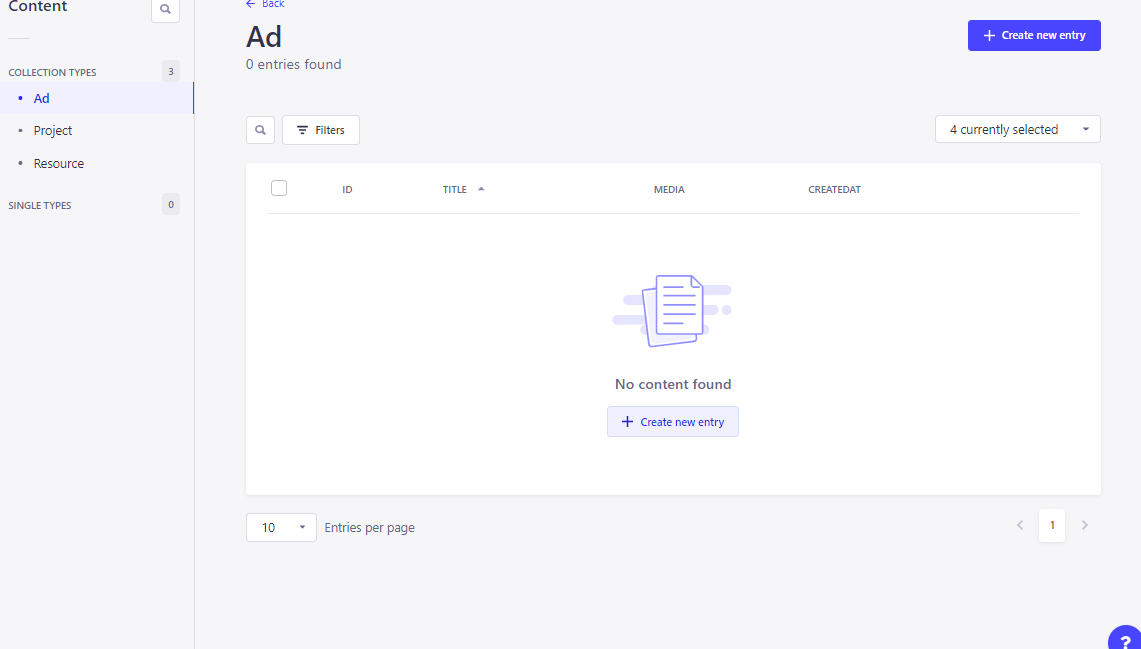 Content
COLLECTION TYPES 3
Ad
Project
Resource
SINGLE TYPES 0
Back
Ad
0 entries found
Create new entry
Filters
4 currently selected
ID TITLE MEDIA CREATEDAT
No content found
Create new entry
10 Entries per page
1
?